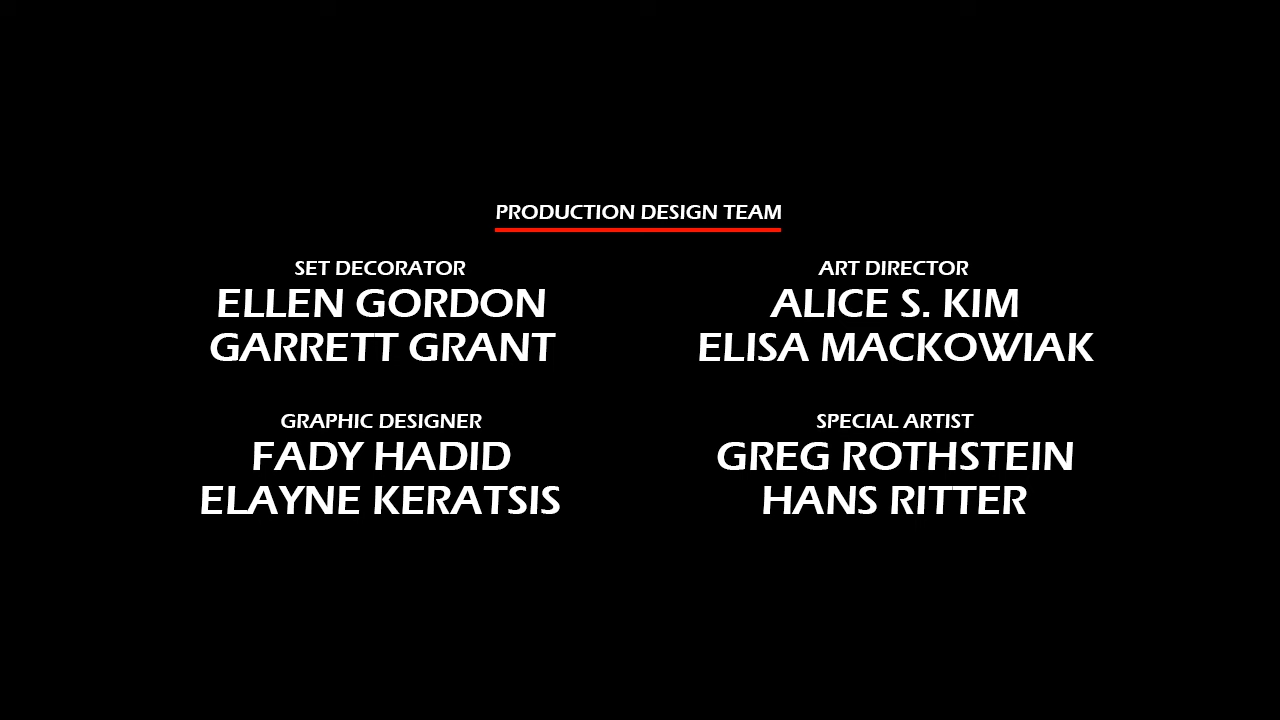 PRODUCTION DESIGN TEAM
SET DECORATOR
ELLEN GORDON
GARRETT GRANT
ART DIRECTOR
ALICE S. KIM
ELISA MACKOWIAK
GRAPHIC DESIGNER
FADY HADID
ELAYNE KERATSIS
SPECIAL ARTIST
GREG ROTHSTEIN
HANS RITTER